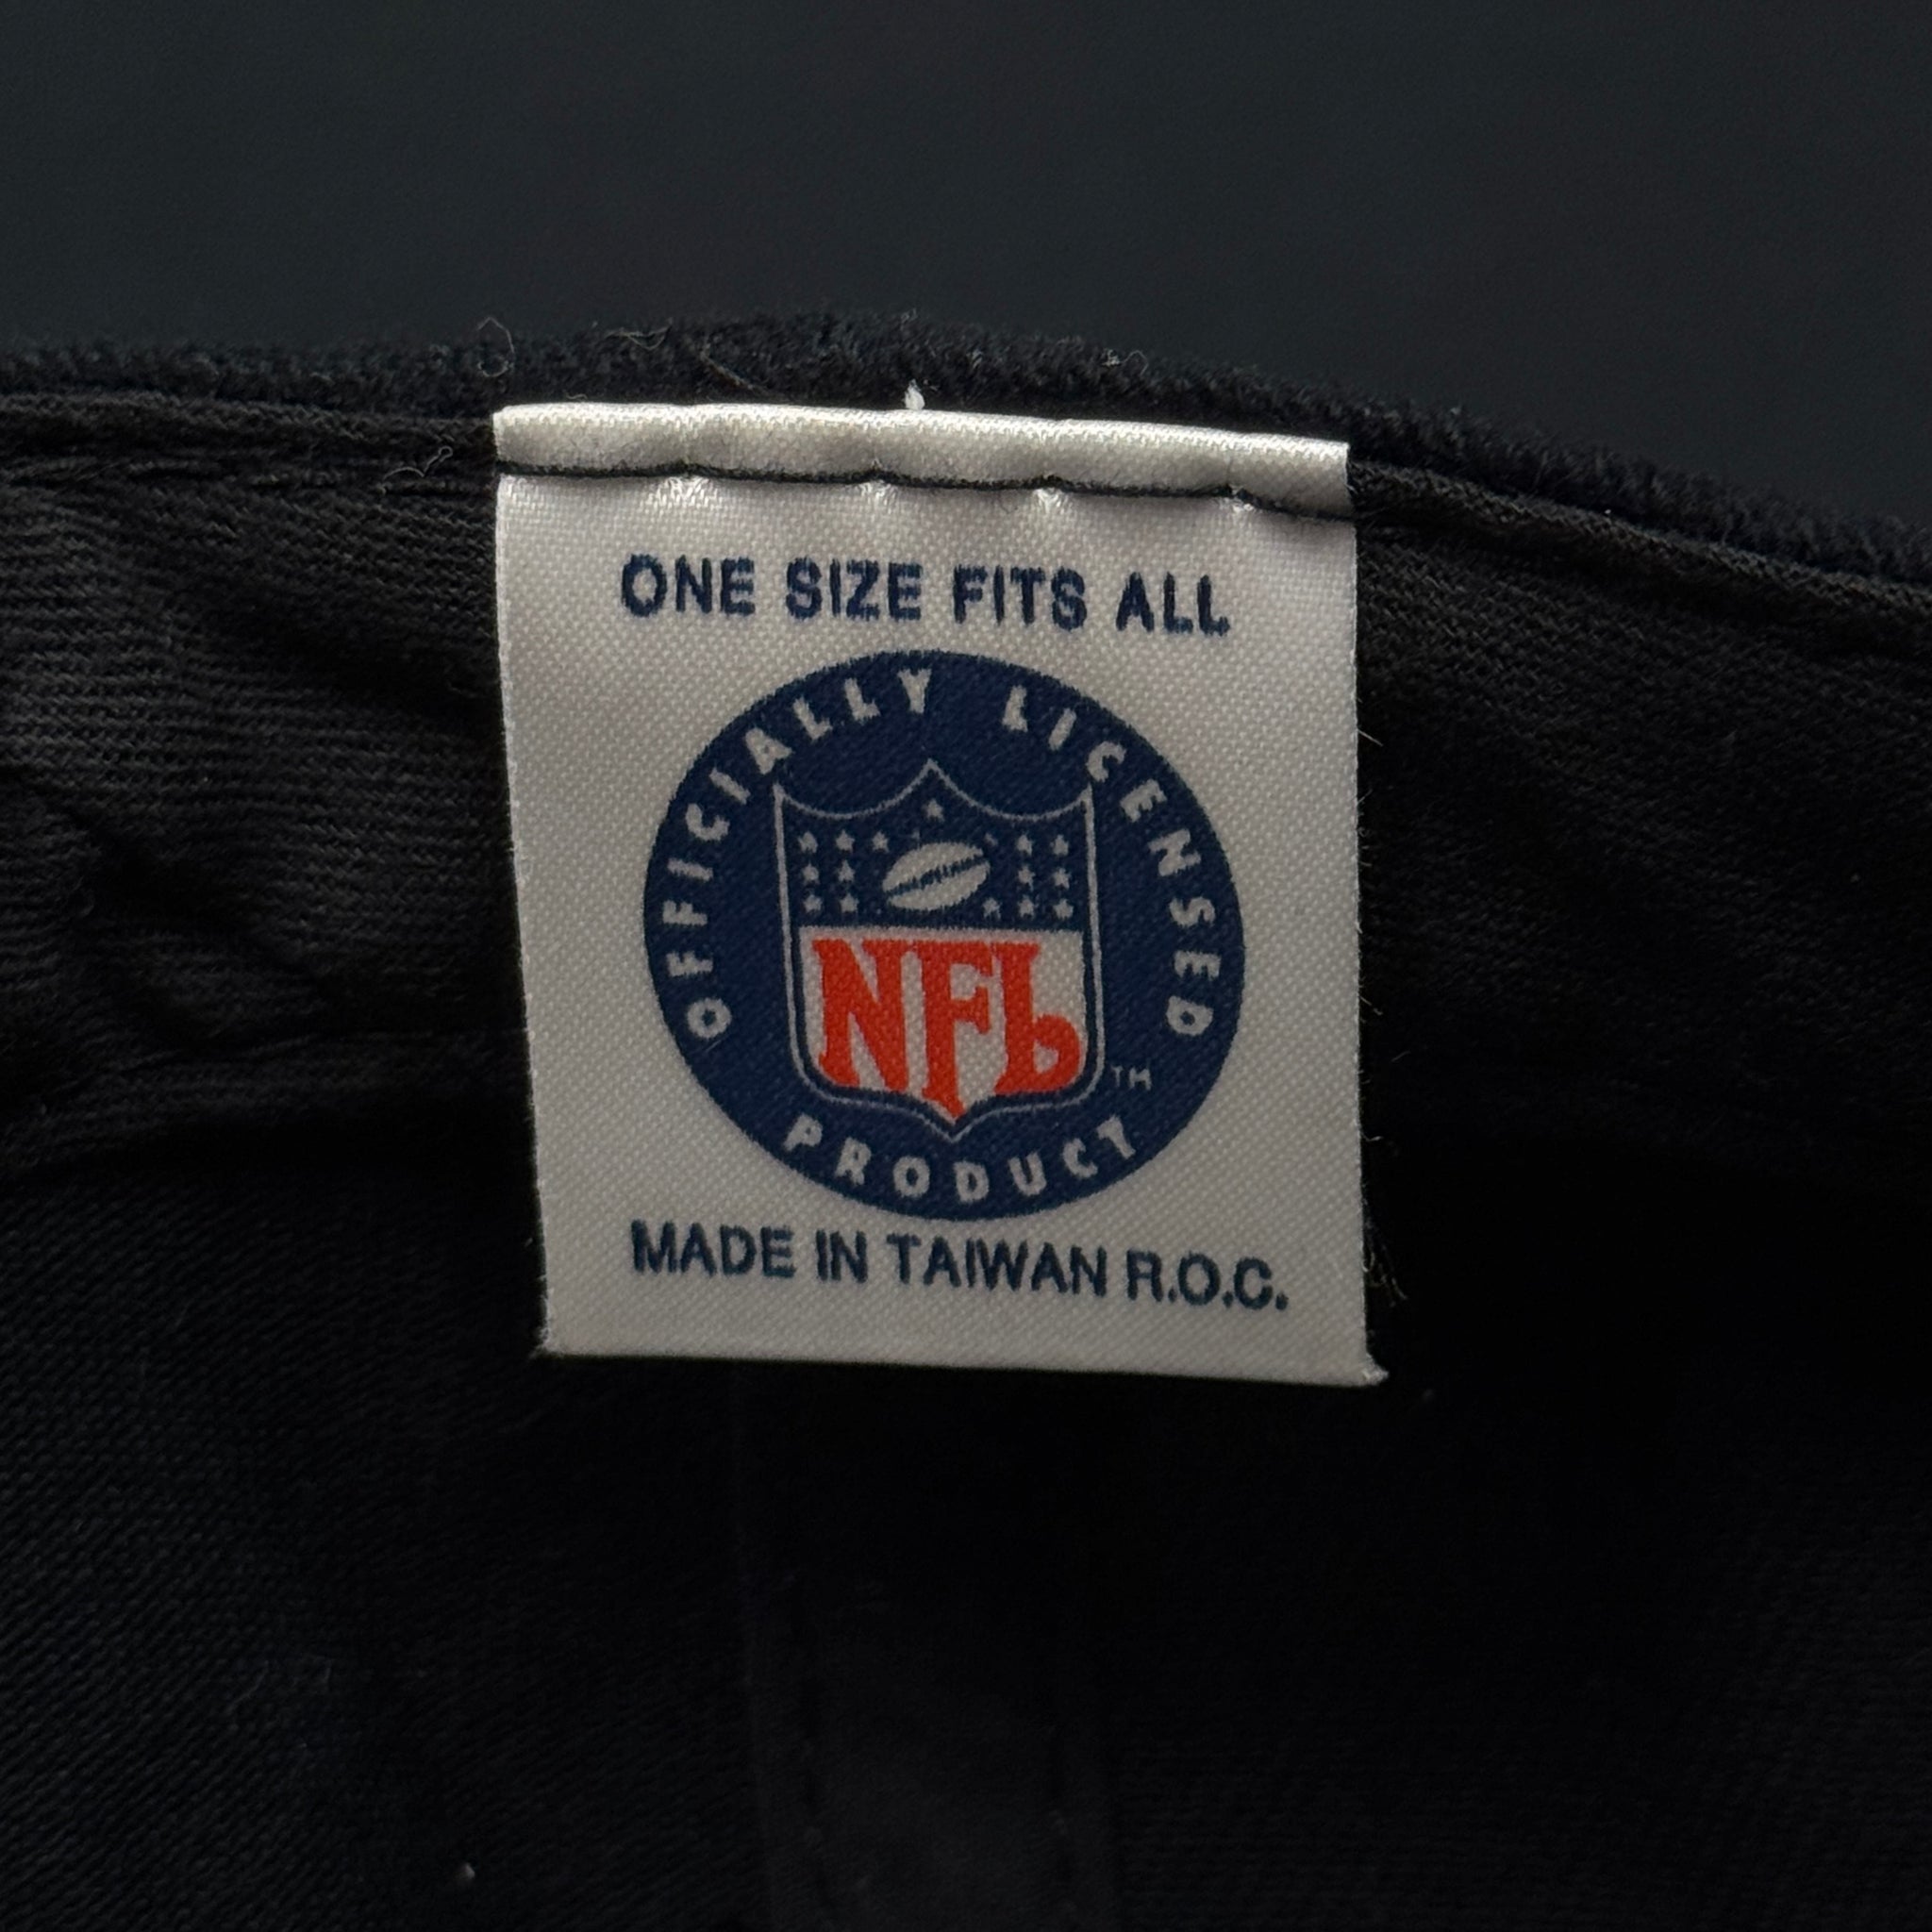 ONE SIZE FITS ALL
OFFICIALLY LICENSED
NFL
TM
PRODUCT
MADE IN TAIWAN R.O.C.